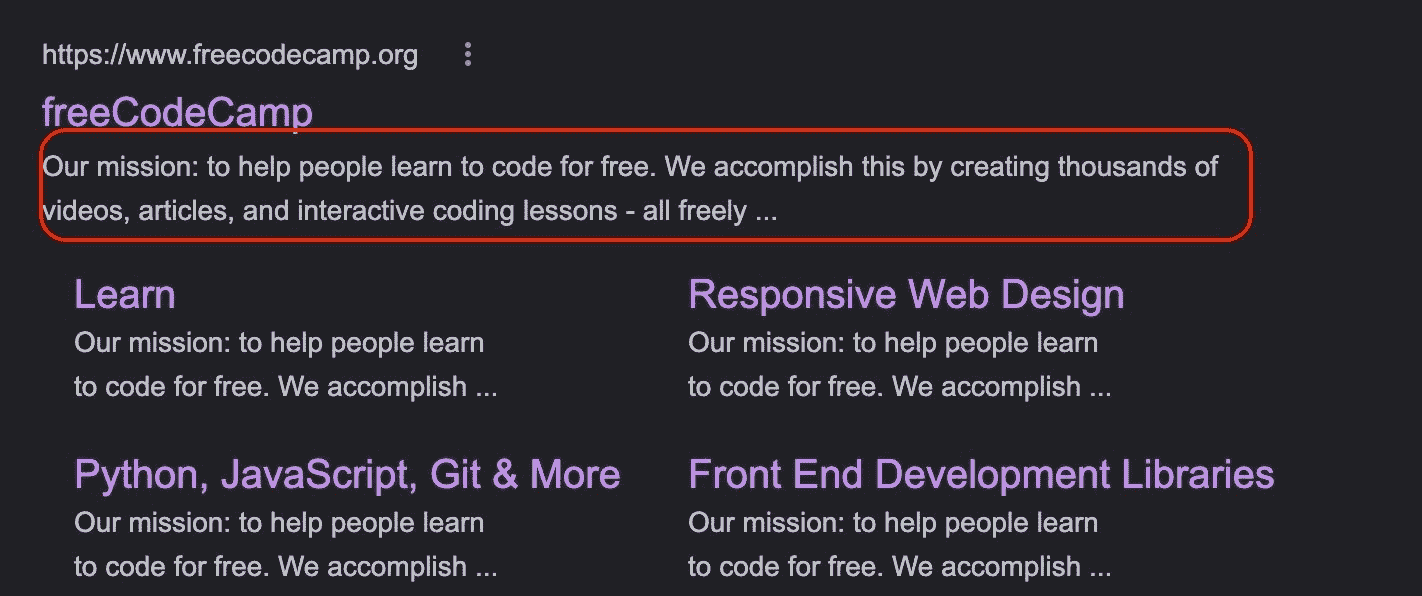 https://www.freecodecamp.org
freeCodeCamp
Our mission: to help people learn to code for free. We accomplish this by creating thousands of
videos, articles, and interactive coding lessons - all freely ...
Learn
Our mission: to help people learn
to code for free. We accomplish ...
Responsive Web Design
Our mission: to help people learn
to code for free. We accomplish ...
Python, JavaScript, Git & More
Our mission: to help people learn
to code for free. We accomplish ...
Front End Development Libraries
Our mission: to help people learn
to code for free. We accomplish ...